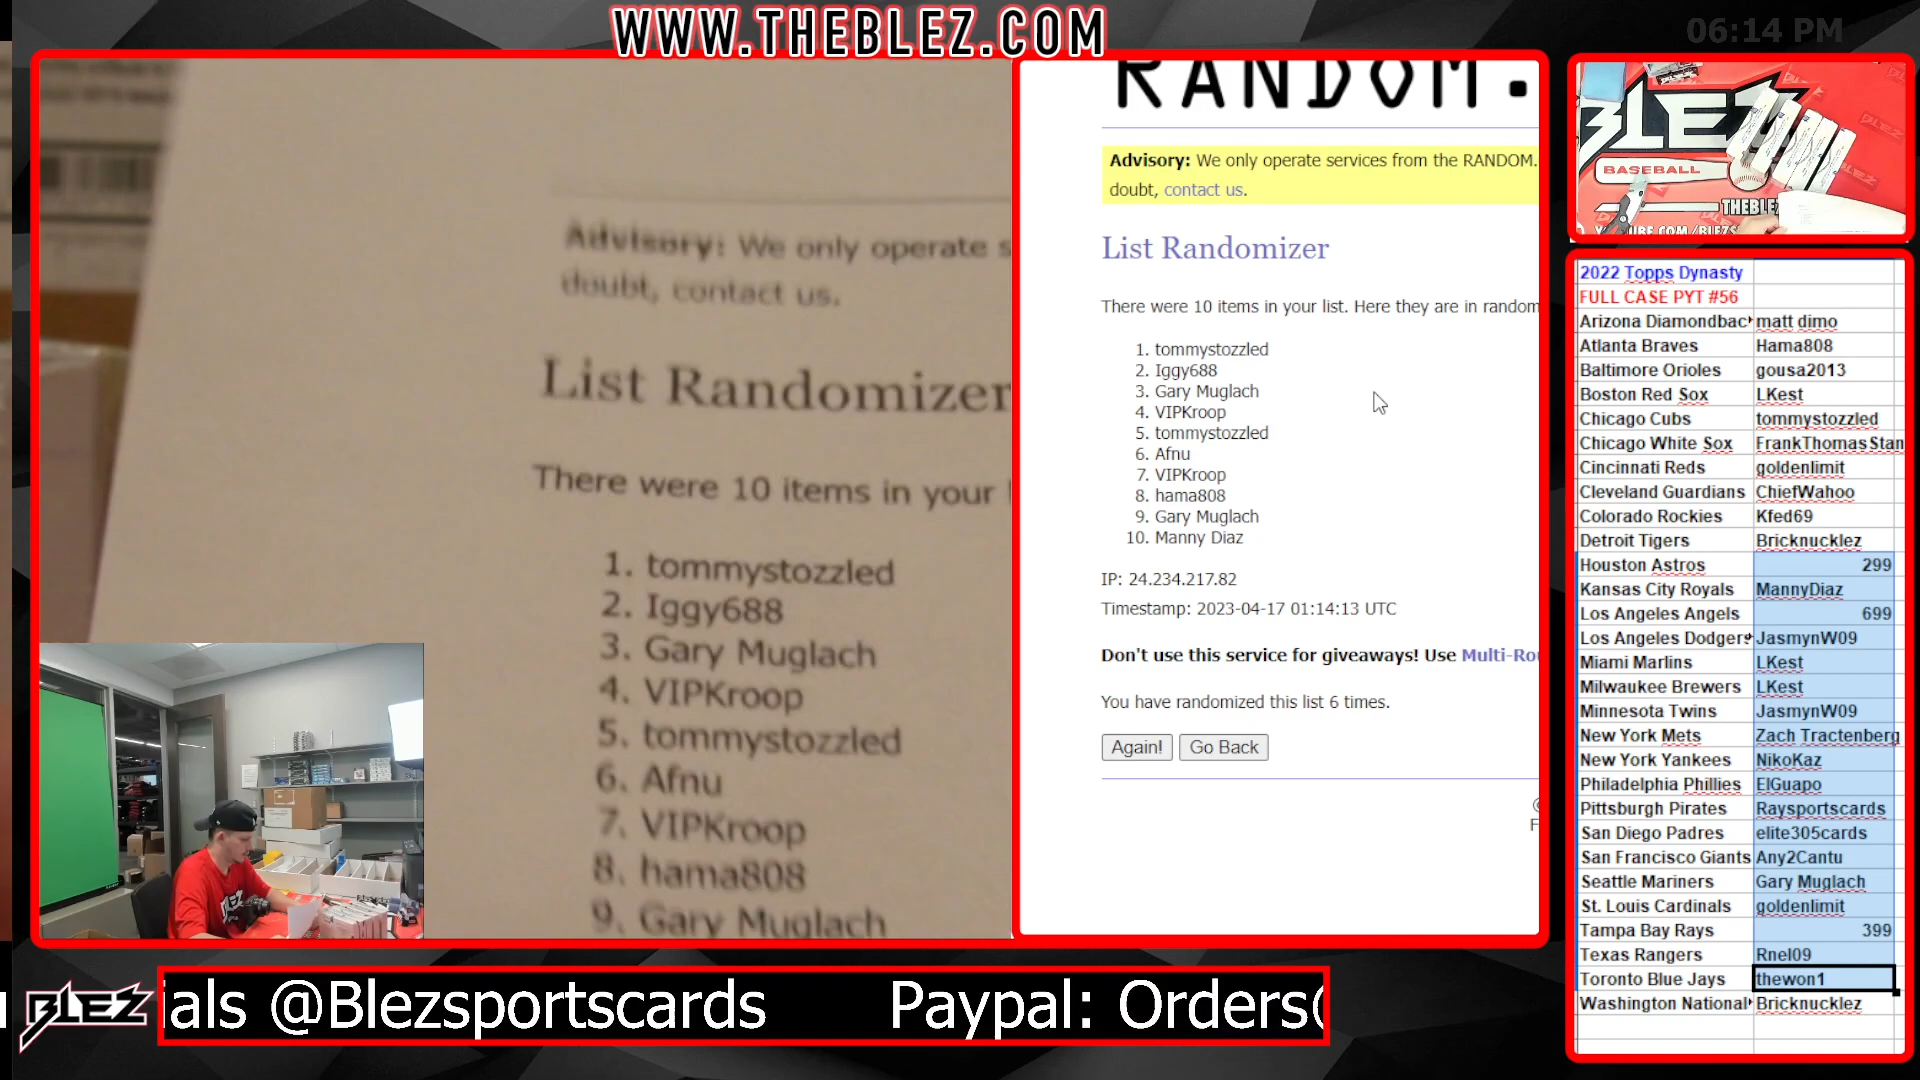 WWW.THEBLEZ.COM
06:14 PM
Advisory: We only operate s
doubt, contact us.
List Randomizer
There were 10 items in your
1. tommystozzled
2. Iggy688
3. Gary Muglach
4. VIPKroop
5. tommystozzled
6. Afnu
7. VIPKroop
8. hama808
9. Gary Muglach
RANDOM.
Advisory: We only operate services from the RANDOM.
doubt, contact us.
List Randomizer
There were 10 items in your list. Here they are in random
1. tommystozzled
2. Iggy688
3. Gary Muglach
4. VIPKroop
5. tommystozzled
6. Afnu
7. VIPKroop
8. hama808
9. Gary Muglach
10. Manny Diaz
IP: 24.234.217.82
Timestamp: 2023-04-17 01:14:13 UTC
Don't use this service for giveaways! Use Multi-Ro
You have randomized this list 6 times.
Again! Go Back
BLEZ
BASEBALL
THEBLEZ
2022 Topps Dynasty
FULL CASE PYT #56
Arizona Diamondbac matt dimo
Atlanta Braves Hama808
Baltimore Orioles gousa2013
Boston Red Sox LKest
Chicago Cubs tommystozzled
Chicago White Sox FrankThomasStan
Cincinnati Reds goldenlimit
Cleveland Guardians ChiefWahoo
Colorado Rockies Kfed69
Detroit Tigers Bricknucklez
Houston Astros 299
Kansas City Royals MannyDiaz
Los Angeles Angels 699
Los Angeles Dodgers JasmynW09
Miami Marlins LKest
Milwaukee Brewers LKest
Minnesota Twins JasmynW09
New York Mets Zach Tractenberg
New York Yankees NikoKaz
Philadelphia Phillies ElGuapo
Pittsburgh Pirates Raysportscards
San Diego Padres elite305cards
San Francisco Giants Any2Cantu
Seattle Mariners Gary Muglach
St. Louis Cardinals goldenlimit
Tampa Bay Rays 399
Texas Rangers Rnel09
Toronto Blue Jays thewon1
Washington National Bricknucklez
BLEZ
ials @Blezsportscards Paypal: Orders